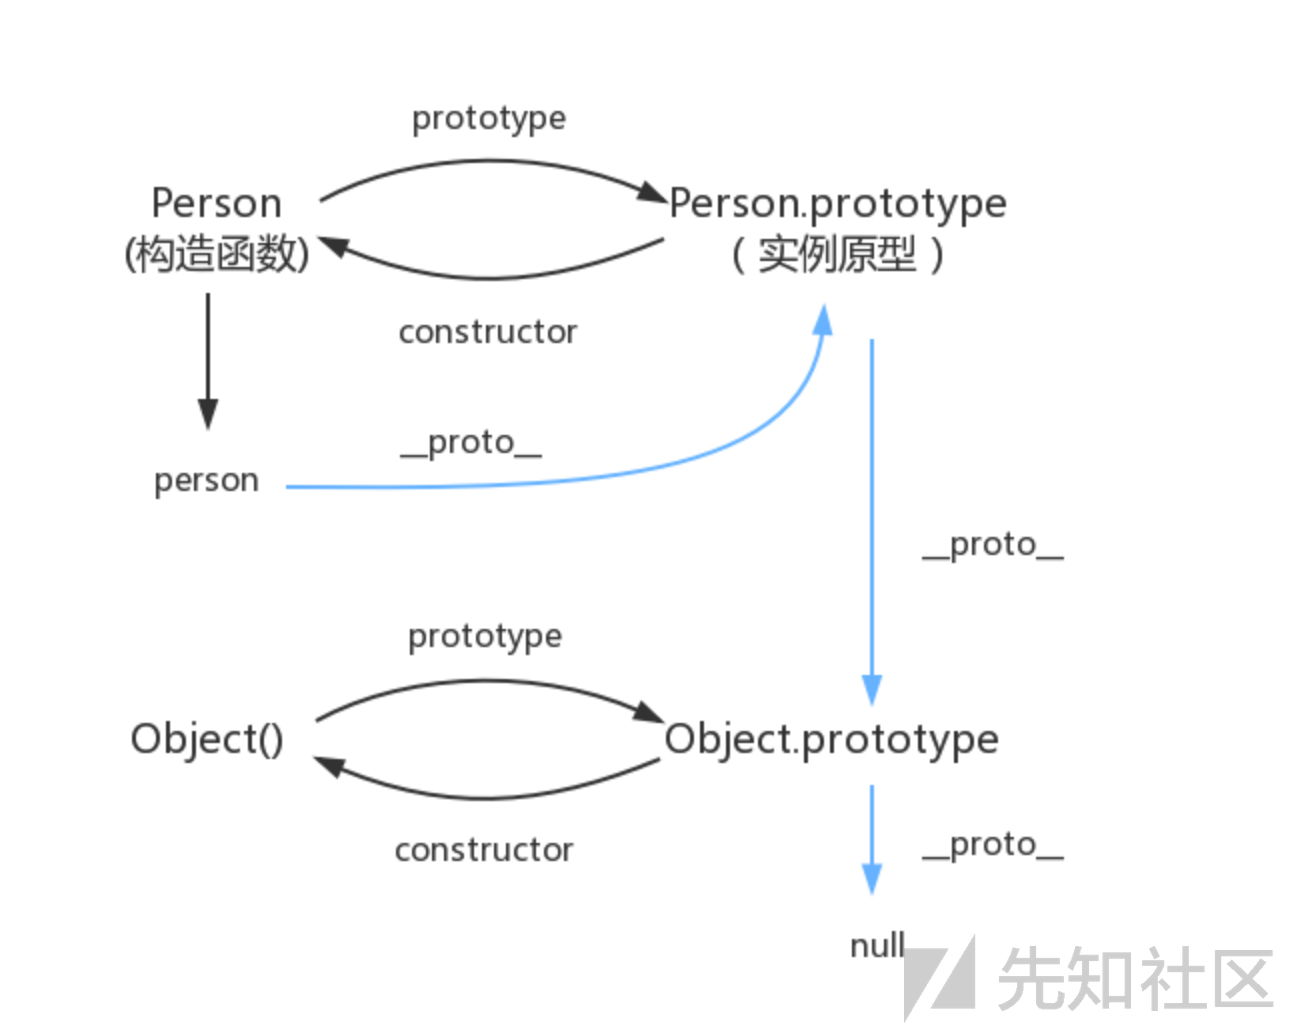 prototype
Person
Person.prototype
(构造函数)
（实例原型）
constructor
__proto__
person
__proto__
prototype
Object()
Object.prototype
constructor
__proto__
null
先知社区